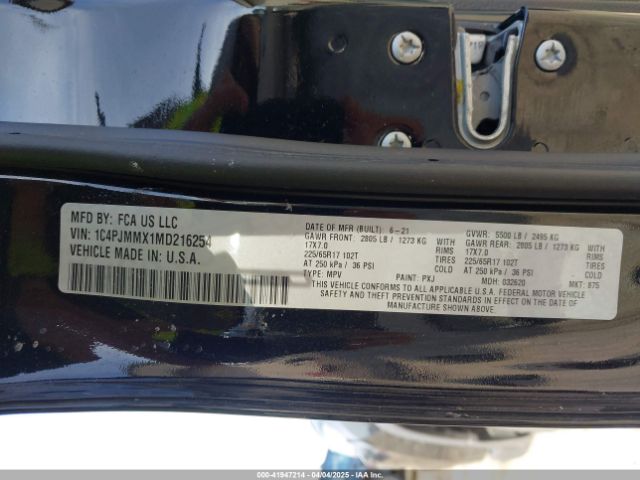 MFD BY: FCA US LLC
VIN: 1C4PJMMX1MD216254
VEHICLE MADE IN: U.S.A.
DATE OF MFR (BUILT): 6-21 GVWR: 5500 LB / 2495 KG
GAWR FRONT: 2805 LB / 1273 KG WITH GAWR REAR: 2805 LB / 1273 KG WITH
17X7.0 RIMS 17X7.0 RIMS
225/65R17 102T TIRES 225/65R17 102T TIRES
AT 250 kPa / 36 PSI COLD AT 250 kPa / 36 PSI COLD
TYPE: MPV PAINT: PXJ MDH: 032620 MKT: 875
THIS VEHICLE CONFORMS TO ALL APPLICABLE U.S.A. FEDERAL MOTOR VEHICLE
SAFETY AND THEFT PREVENTION STANDARDS IN EFFECT ON THE DATE OF
MANUFACTURE SHOWN ABOVE.
000-41947214 - 04/04/2025 - IAAI.COM